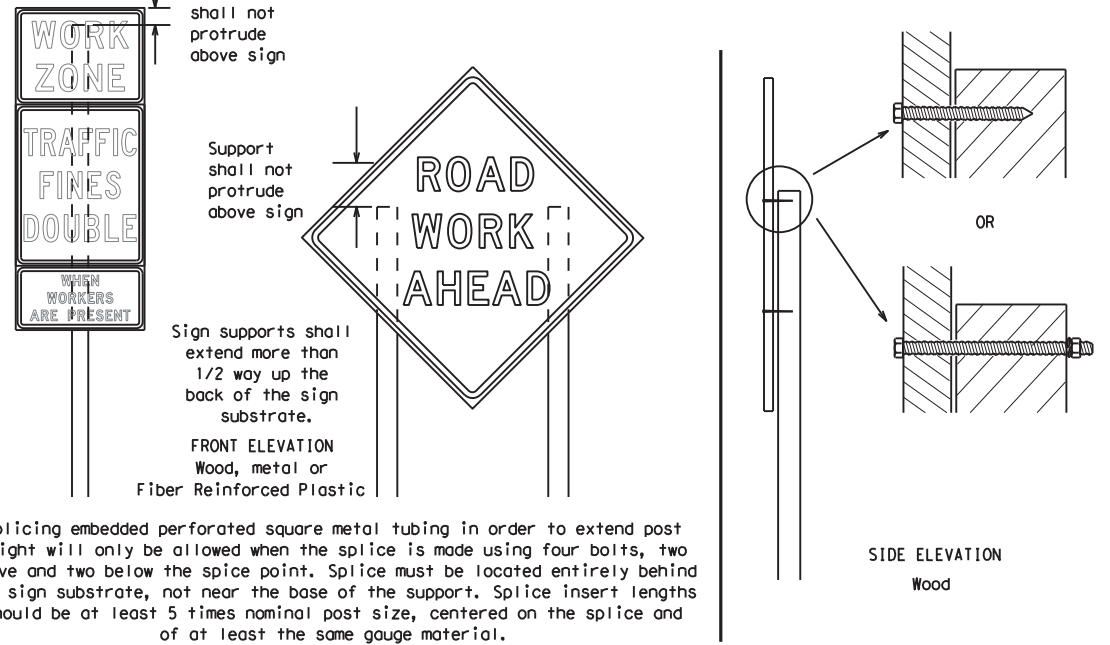 shall not
protrude
above sign
WORK
ZONE
TRAFFIC
FINES
DOUBLE
WHEN
WORKERS
ARE PRESENT
Support
shall not
protrude
above sign
ROAD
WORK
AHEAD
Sign supports shall
extend more than
1/2 way up the
back of the sign
substrate.
FRONT ELEVATION
Wood, metal or
Fiber Reinforced Plastic
OR
SIDE ELEVATION
Wood
plicing embedded perforated square metal tubing in order to extend post
ight will only be allowed when the splice is made using four bolts, two
ve and two below the spice point. Splice must be located entirely behind
sign substrate, not near the base of the support. Splice insert lengths
hould be at least 5 times nominal post size, centered on the splice and
of at least the same gauge material.